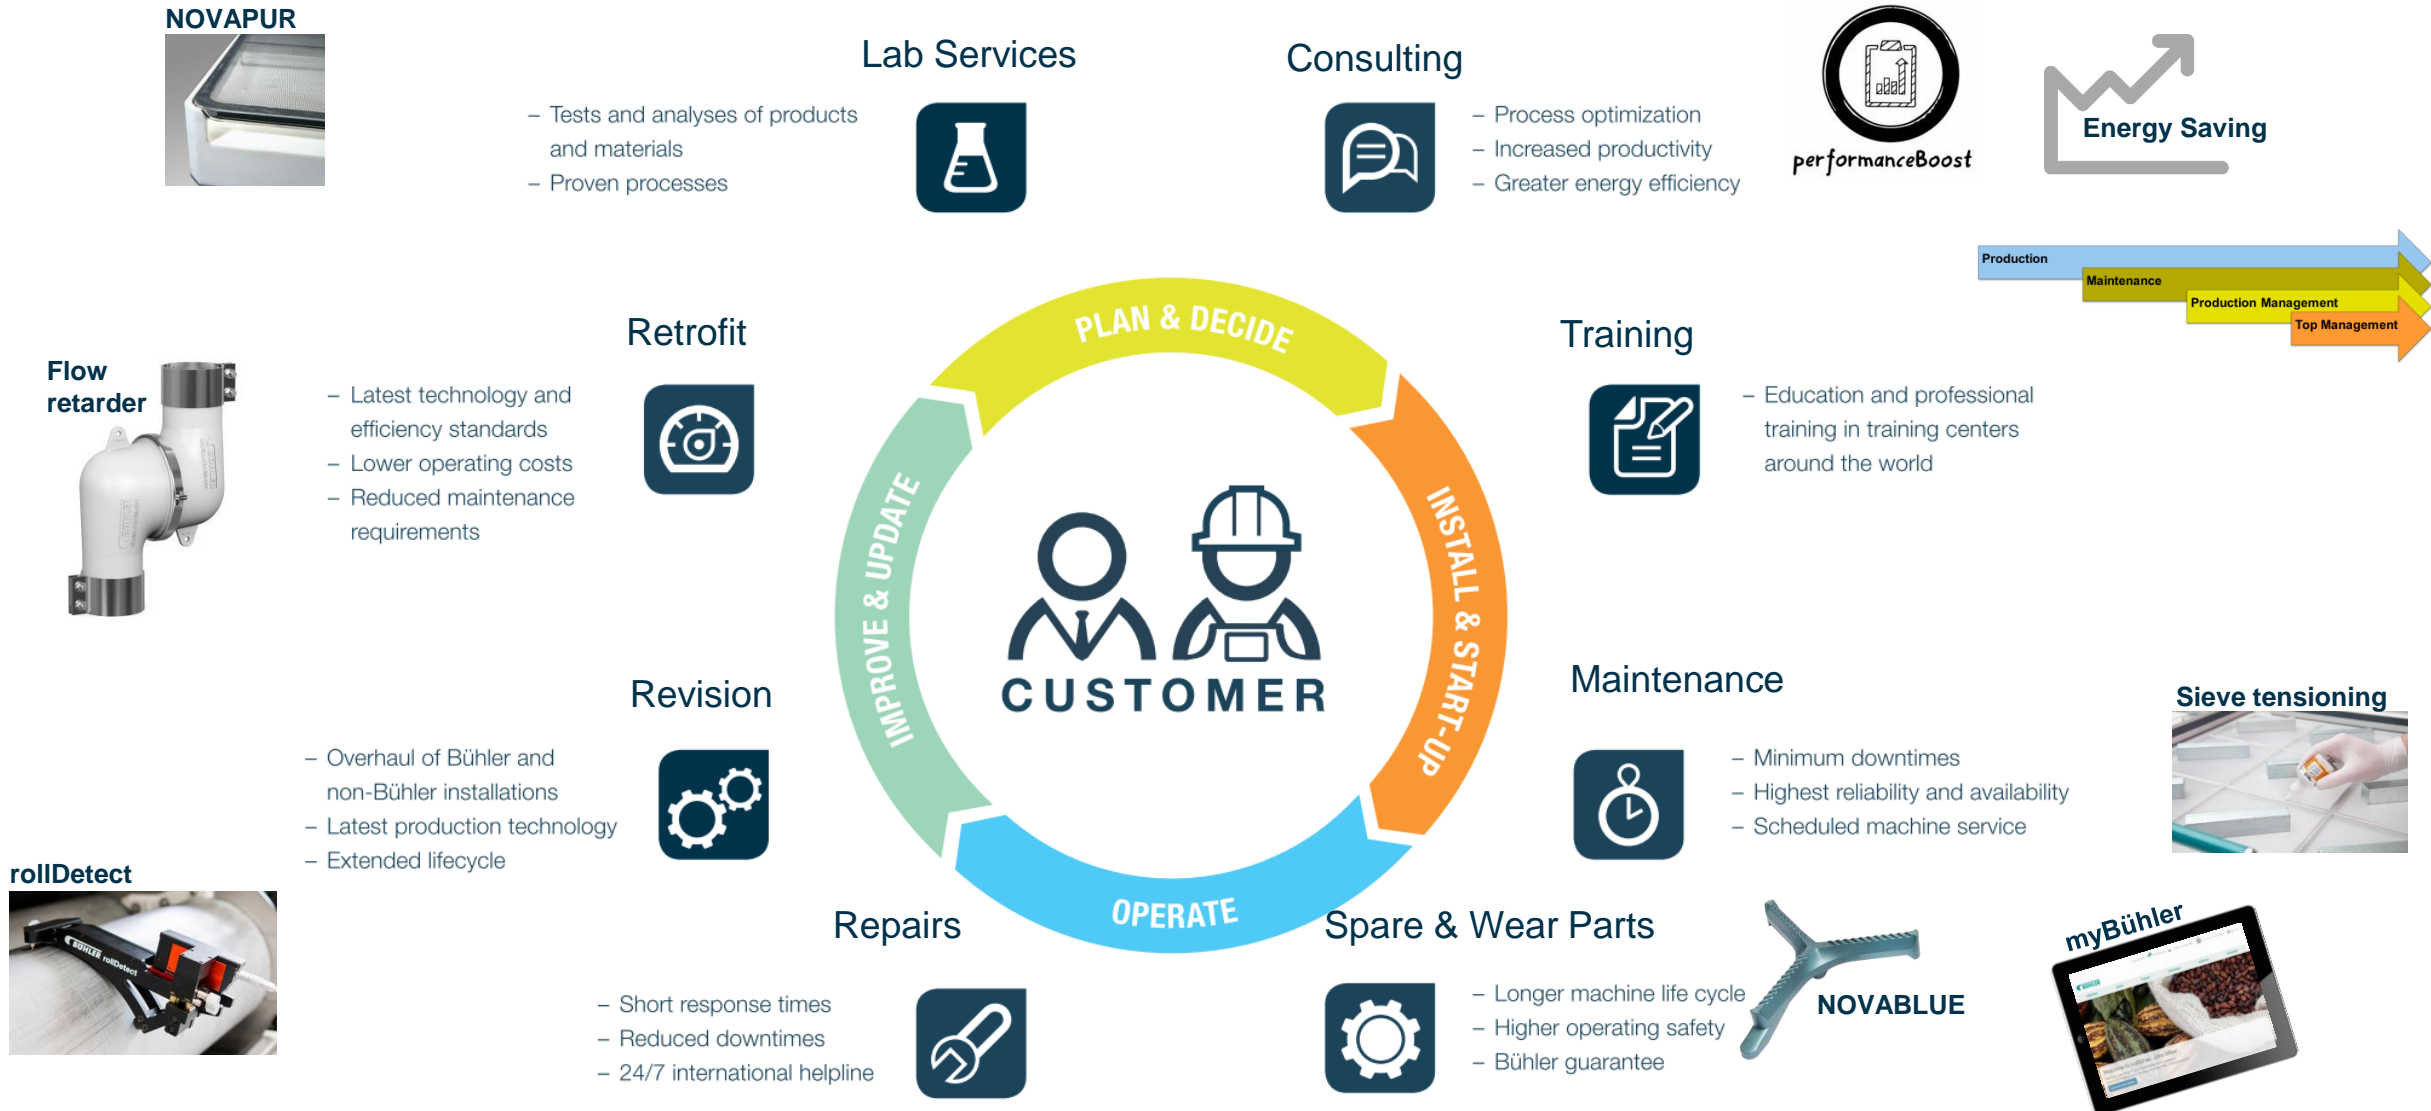 NOVAPUR
Lab Services
– Tests and analyses of products
and materials
– Proven processes
Consulting
– Process optimization
– Increased productivity
– Greater energy efficiency
performanceBoost
Energy Saving
Production
Maintenance
Production Management
Top Management
Flow
retarder
Retrofit
– Latest technology and
efficiency standards
– Lower operating costs
– Reduced maintenance
requirements
PLAN & DECIDE
INSTALL & START-UP
OPERATE
IMPROVE & UPDATE
CUSTOMER
Training
– Education and professional
training in training centers
around the world
Revision
– Overhaul of Bühler and
non-Bühler installations
– Latest production technology
– Extended lifecycle
Maintenance
– Minimum downtimes
– Highest reliability and availability
– Scheduled machine service
Sieve tensioning
rollDetect
BÜHLER rollDetect
Repairs
– Short response times
– Reduced downtimes
– 24/7 international helpline
Spare & Wear Parts
– Longer machine life cycle
– Higher operating safety
– Bühler guarantee
NOVABLUE
myBühler
BÜHLER